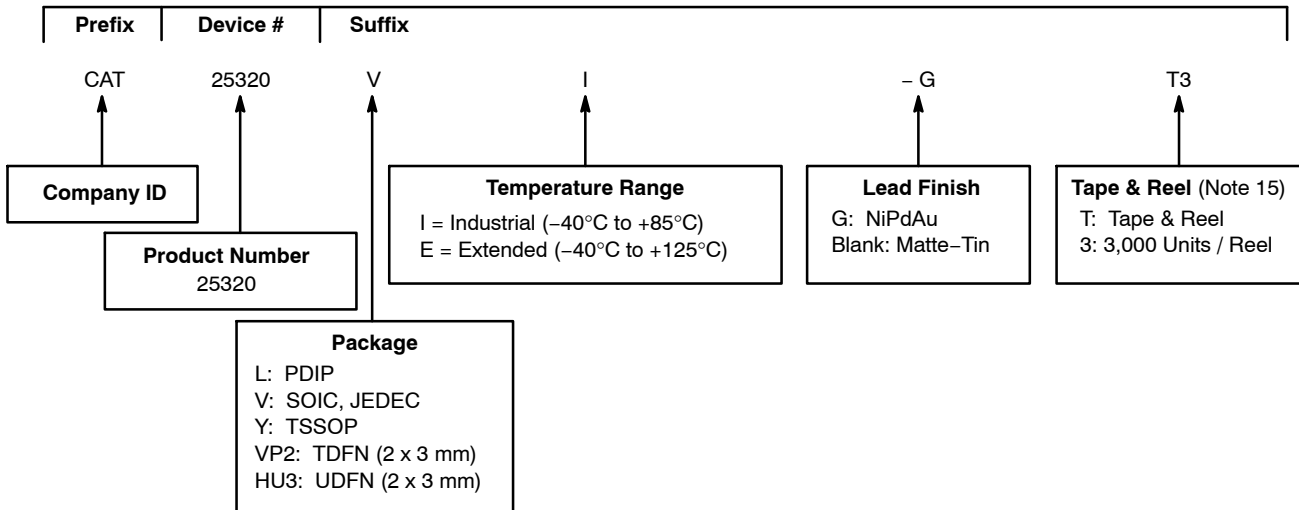 Prefix Device # Suffix
CAT 25320 V I – G T3
Company ID
Product Number
25320
Package
L: PDIP
V: SOIC, JEDEC
Y: TSSOP
VP2: TDFN (2 x 3 mm)
HU3: UDFN (2 x 3 mm)
Temperature Range
I = Industrial (−40°C to +85°C)
E = Extended (−40°C to +125°C)
Lead Finish
G: NiPdAu
Blank: Matte−Tin
Tape & Reel (Note 15)
T: Tape & Reel
3: 3,000 Units / Reel